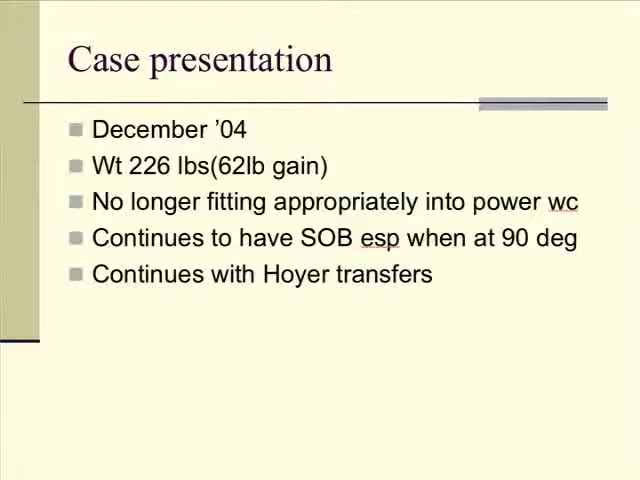 Case presentation
December ’04
Wt 226 lbs(62lb gain)
No longer fitting appropriately into power wc
Continues to have SOB esp when at 90 deg
Continues with Hoyer transfers